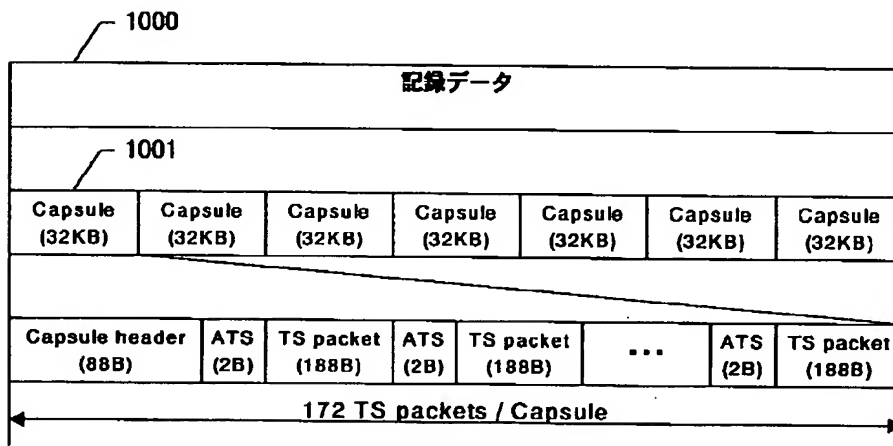 1000
記録データ
1001
Capsule Capsule Capsule Capsule Capsule Capsule Capsule
(32KB) (32KB) (32KB) (32KB) (32KB) (32KB) (32KB)
Capsule header ATS TS packet ATS TS packet ••• ATS TS packet
(88B) (2B) (188B) (2B) (188B) (2B) (188B)
172 TS packets / Capsule